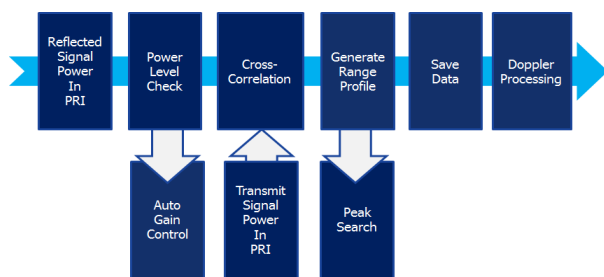 Reflected
Signal
Power
In
PRI
Power
Level
Check
Cross-
Correlation
Generate
Range
Profile
Save
Data
Doppler
Processing
Auto
Gain
Control
Transmit
Signal
Power
In
PRI
Peak
Search